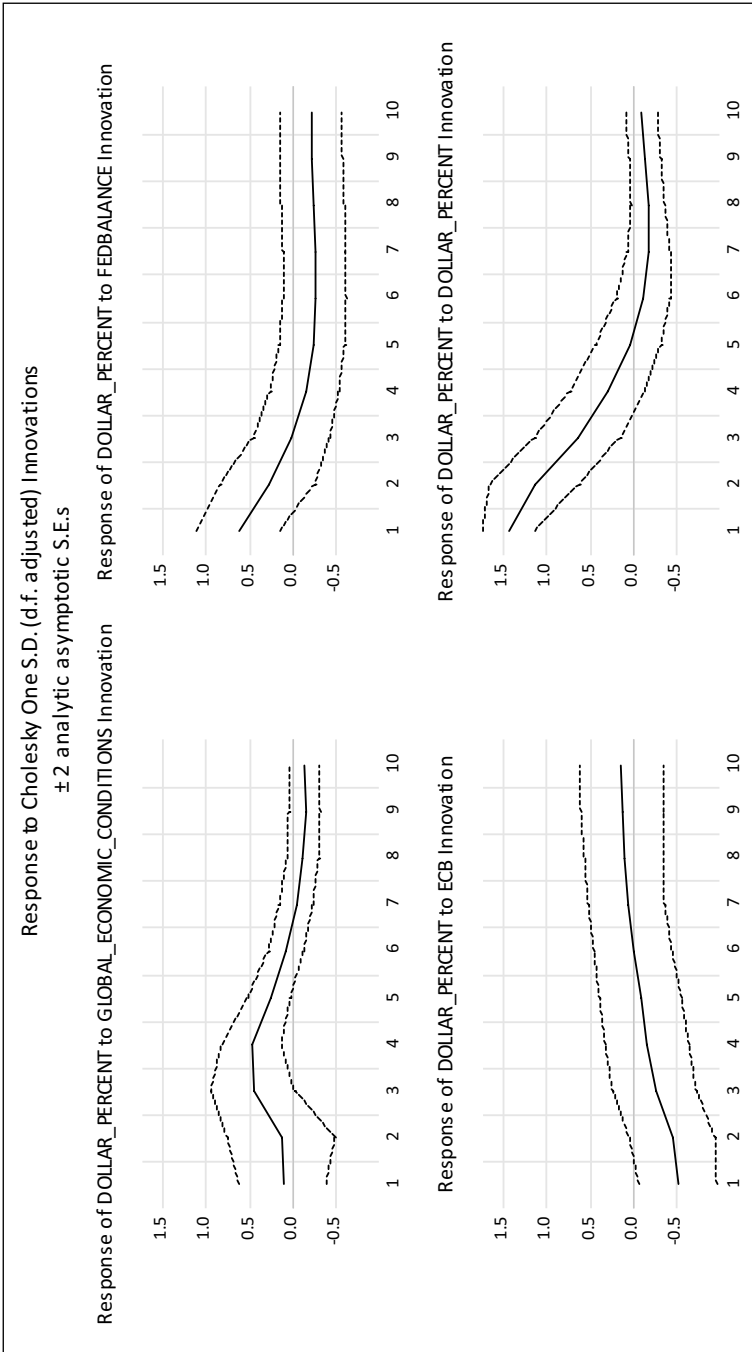 Response to Cholesky One S.D. (d.f. adjusted) Innovations
±2 analytic asymptotic S.E.s
Response of DOLLAR_PERCENT to GLOBAL_ECONOMIC_CONDITIONS Innovation
1.5
1.0
0.5
0.0
-0.5
1 2 3 4 5 6 7 8 9 10
Response of DOLLAR_PERCENT to FEDBALANCE Innovation
1.5
1.0
0.5
0.0
-0.5
1 2 3 4 5 6 7 8 9 10
Response of DOLLAR_PERCENT to ECB Innovation
1.5
1.0
0.5
0.0
-0.5
1 2 3 4 5 6 7 8 9 10
Response of DOLLAR_PERCENT to DOLLAR_PERCENT Innovation
1.5
1.0
0.5
0.0
-0.5
1 2 3 4 5 6 7 8 9 10